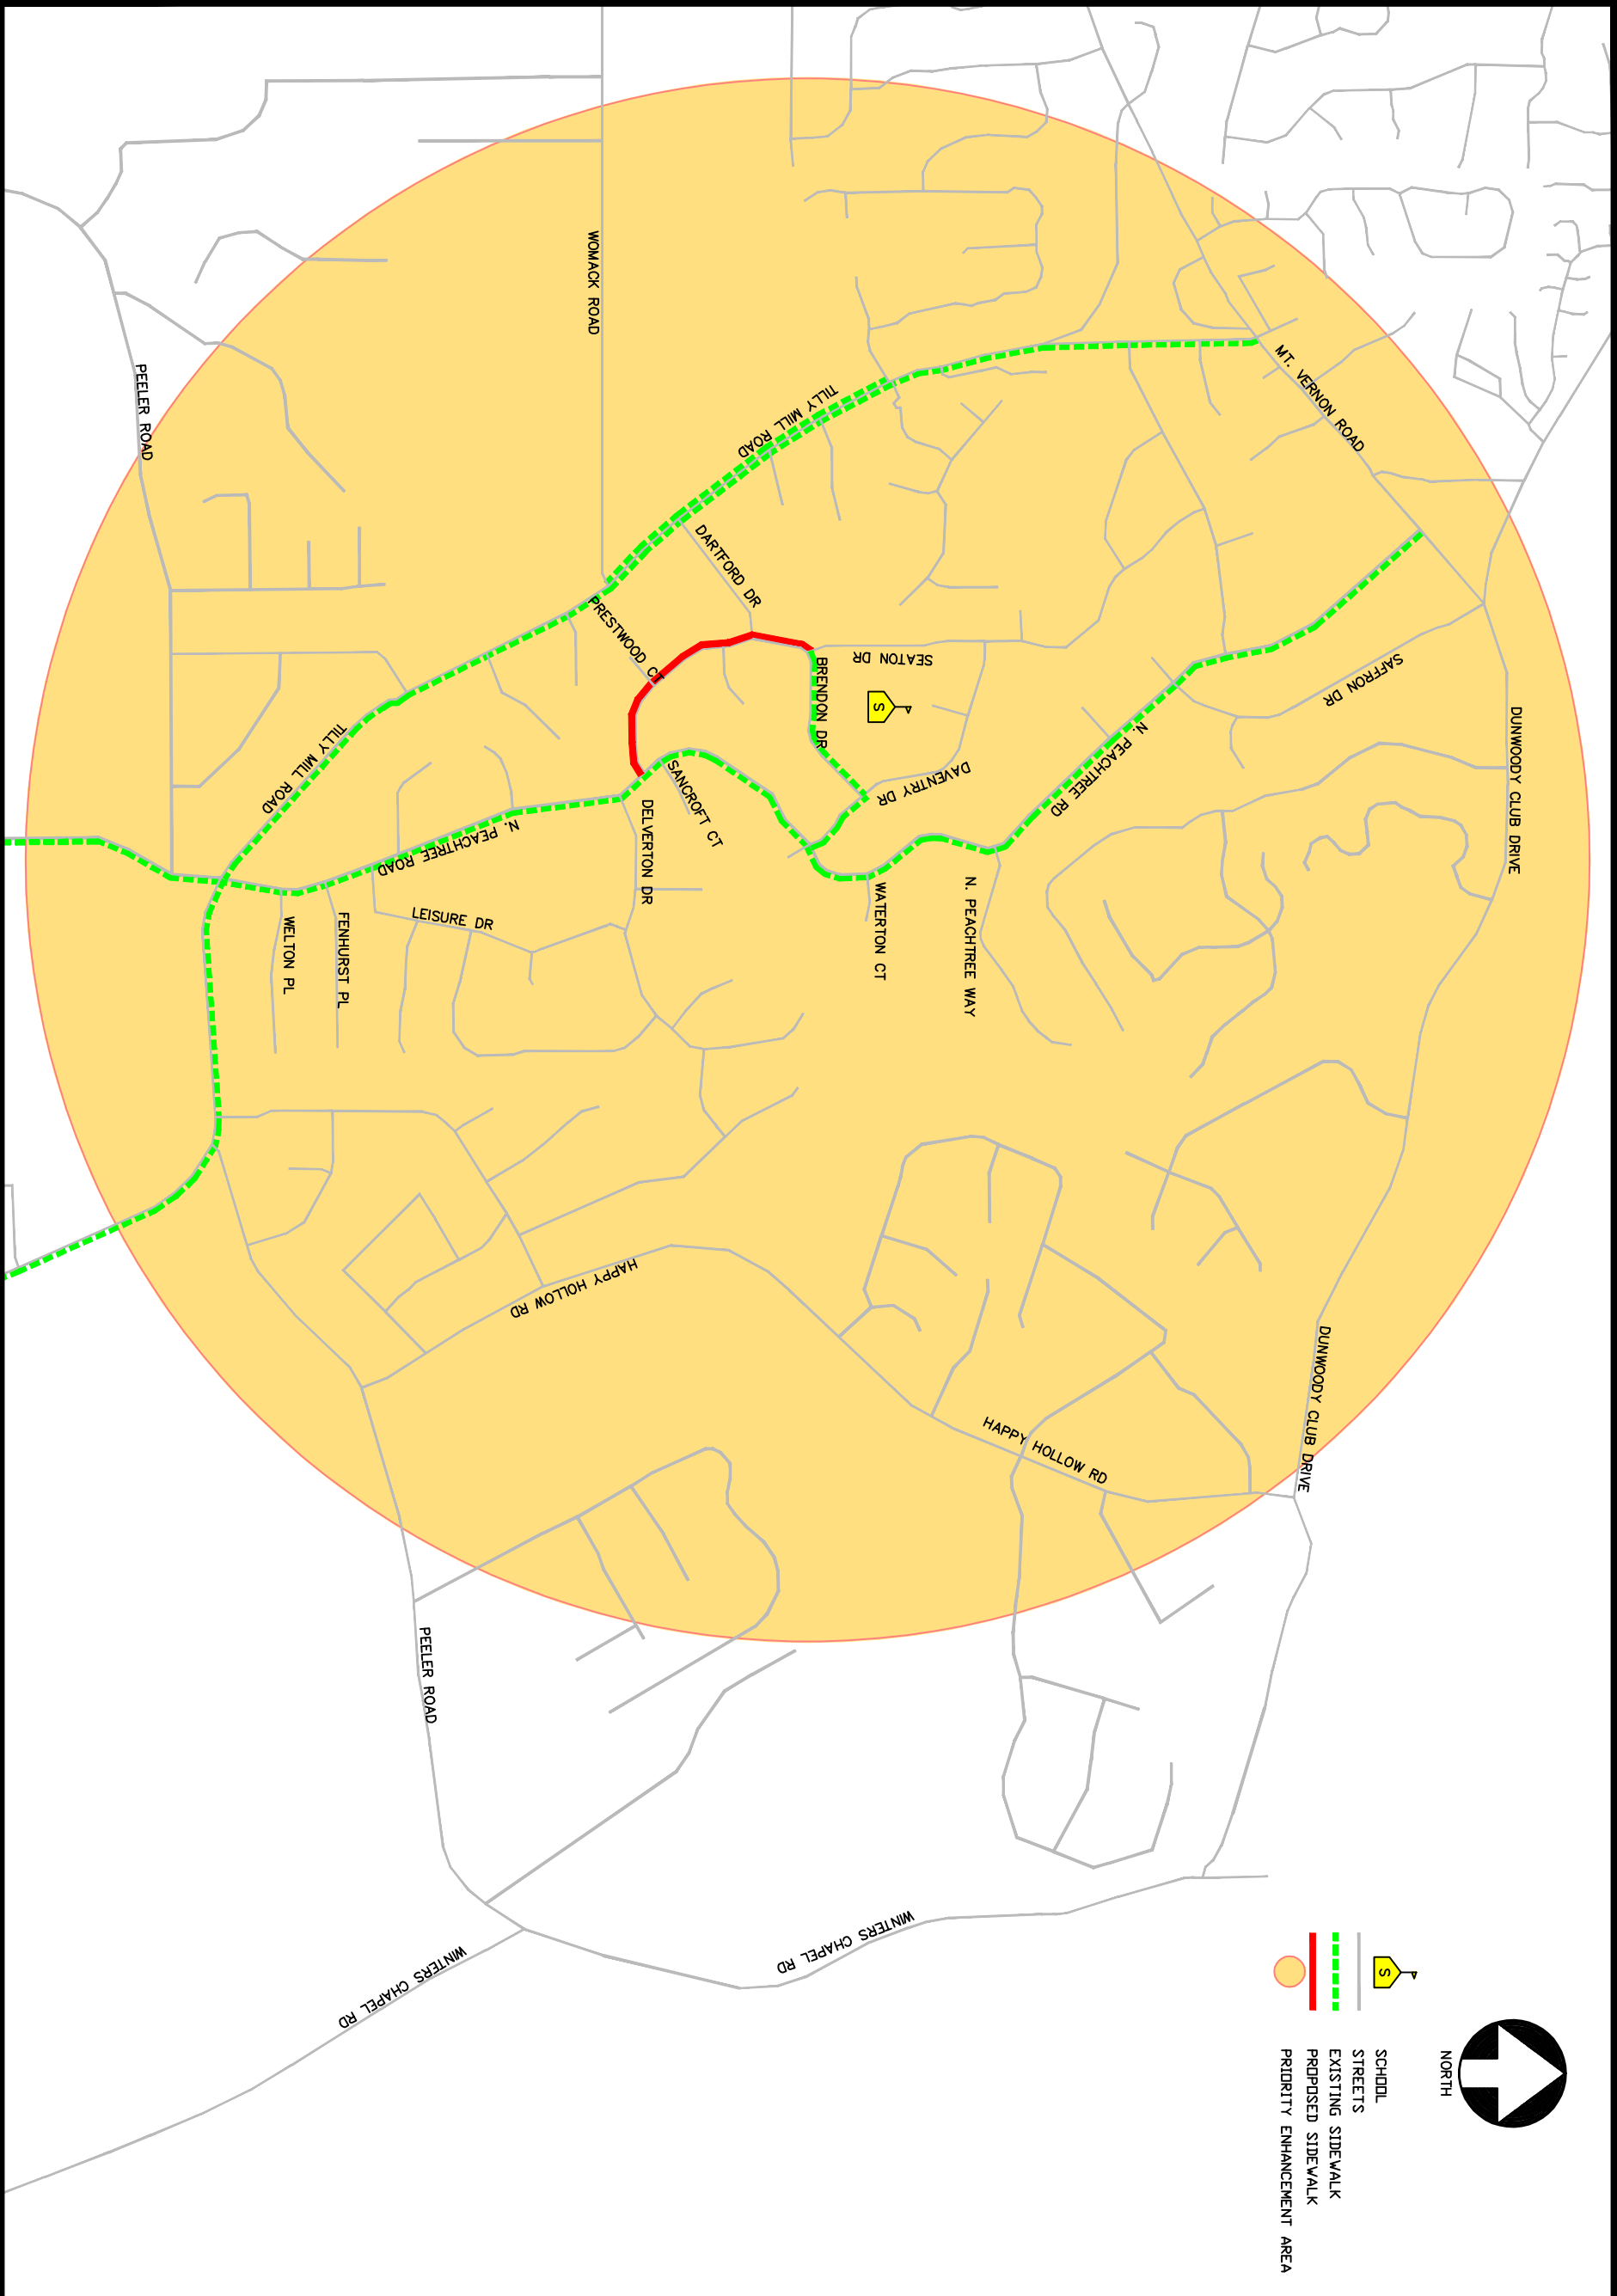 WOMACK ROAD
PEELER ROAD
TILLY MILL ROAD
MT. VERNON ROAD
DARTFORD DR
PRESTWOOD CT
SEATON DR
BRENDON DR
S
SAFFRON DR
DUNWOODY CLUB DRIVE
N. PEACHTREE RD
DAVENTRY DR
SANCROFT CT
DELVERTON DR
TILLY MILL ROAD
N. PEACHTREE ROAD
LEISURE DR
FENHURST PL
WELTON PL
WATERTON CT
N. PEACHTREE WAY
HAPPY HOLLOW RD
HAPPY HOLLOW RD
DUNWOODY CLUB DRIVE
PEELER ROAD
WINTERS CHAPEL RD
WINTERS CHAPEL RD
NORTH
S
SCHOOL
STREETS
EXISTING SIDEWALK
PROPOSED SIDEWALK
PRIORITY ENHANCEMENT AREA